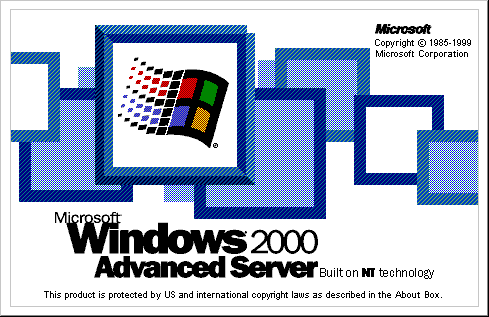 Microsoft
Copyright © 1985-1999
Microsoft Corporation
Microsoft
Windows 2000
Advanced Server Built on NT technology
This product is protected by US and international copyright laws as described in the About Box.